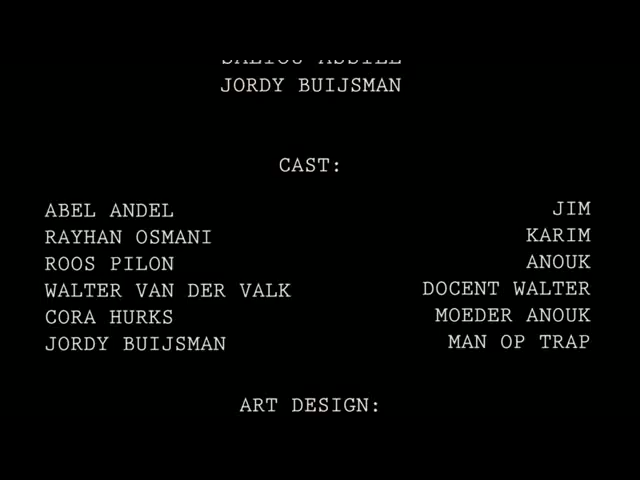 JORDY BUIJSMAN
CAST:
ABEL ANDEL JIM
RAYHAN OSMANI KARIM
ROOS PILON ANOUK
WALTER VAN DER VALK DOCENT WALTER
CORA HURKS MOEDER ANOUK
JORDY BUIJSMAN MAN OP TRAP
ART DESIGN: